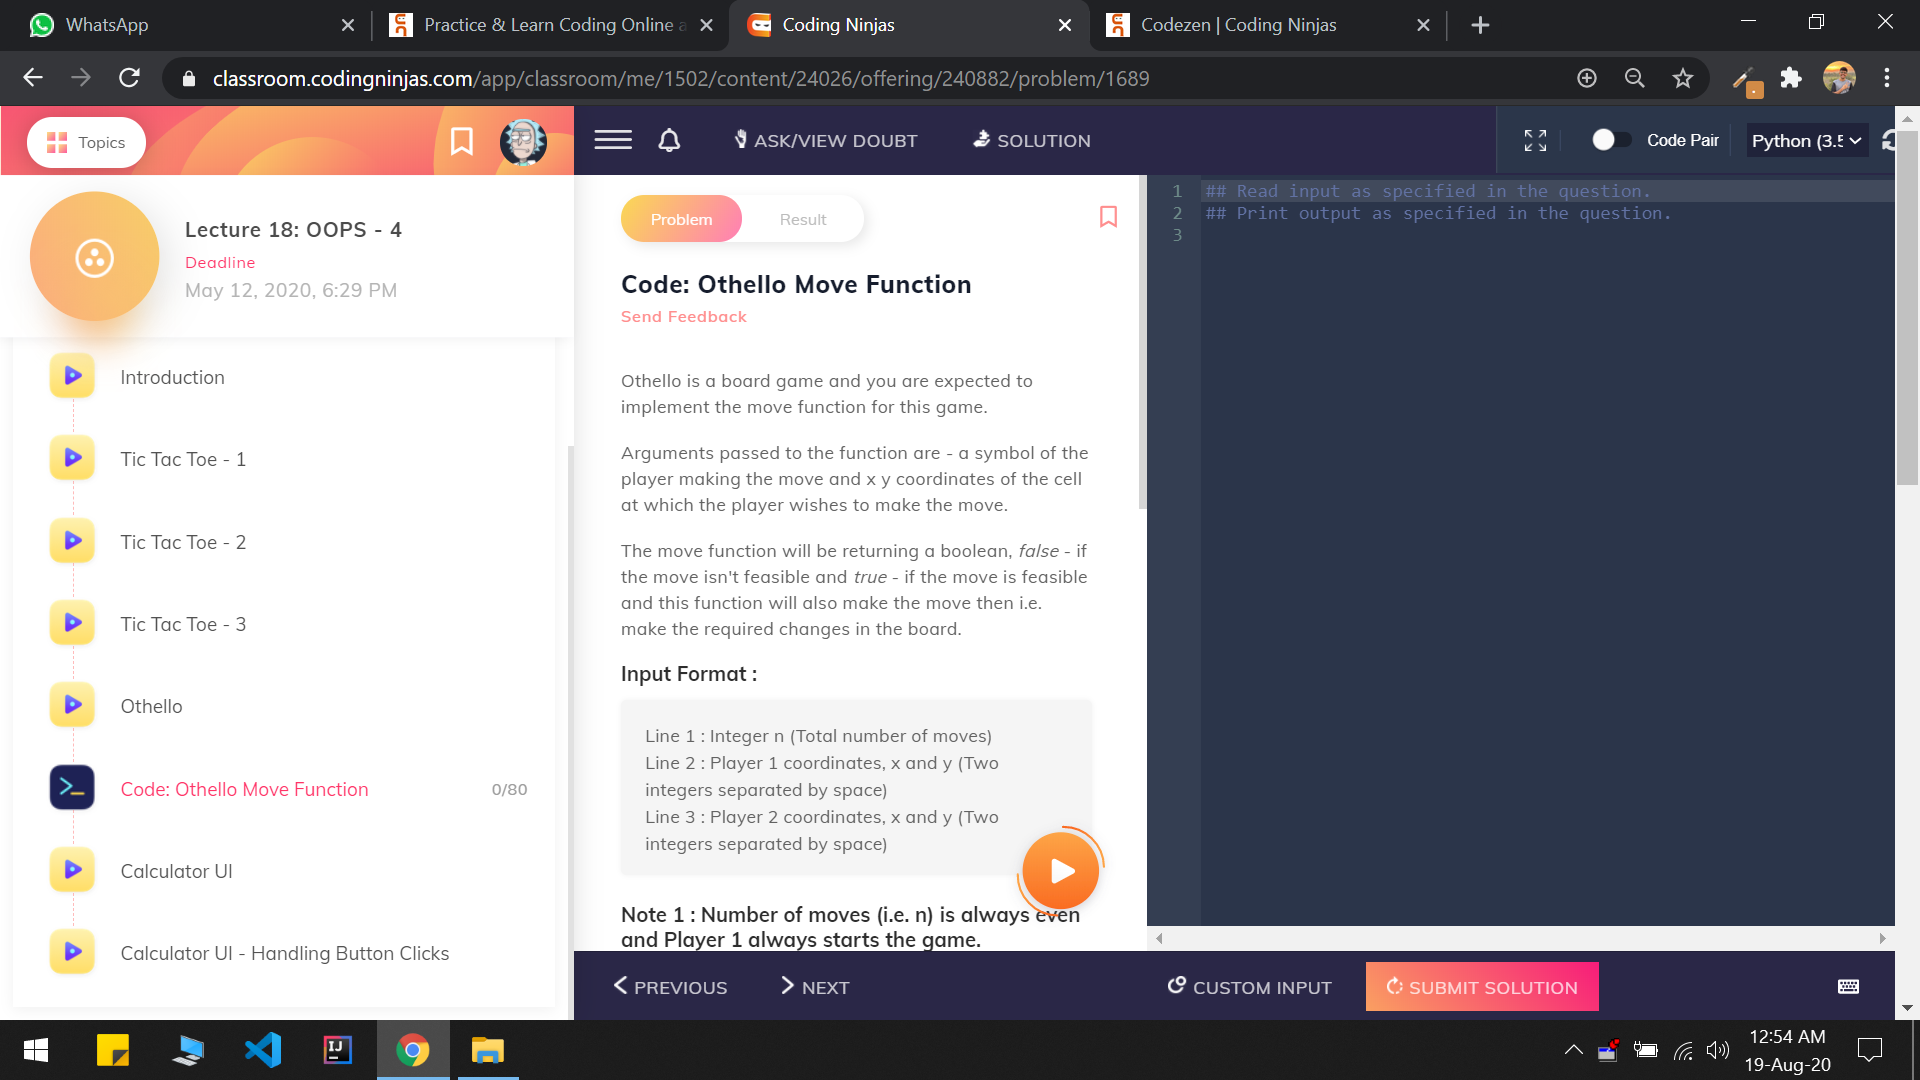 WhatsApp
Practice & Learn Coding Online a
Coding Ninjas
Codezen | Coding Ninjas
classroom.codingninjas.com/app/classroom/me/1502/content/24026/offering/240882/problem/1689
Topics
Lecture 18: OOPS - 4
Deadline
May 12, 2020, 6:29 PM
Introduction
Tic Tac Toe - 1
Tic Tac Toe - 2
Tic Tac Toe - 3
Othello
Code: Othello Move Function
0/80
Calculator UI
Calculator UI - Handling Button Clicks
ASK/VIEW DOUBT
SOLUTION
Code Pair
Python (3.5
Problem
Result
Code: Othello Move Function
Send Feedback
Othello is a board game and you are expected to
implement the move function for this game.
Arguments passed to the function are - a symbol of the
player making the move and x y coordinates of the cell
at which the player wishes to make the move.
The move function will be returning a boolean, false - if
the move isn't feasible and true - if the move is feasible
and this function will also make the move then i.e.
make the required changes in the board.
Input Format :
Line 1 : Integer n (Total number of moves)
Line 2 : Player 1 coordinates, x and y (Two
integers separated by space)
Line 3 : Player 2 coordinates, x and y (Two
integers separated by space)
Note 1 : Number of moves (i.e. n) is always even
and Player 1 always starts the game.
1 ## Read input as specified in the question.
2 ## Print output as specified in the question.
3
PREVIOUS
NEXT
CUSTOM INPUT
SUBMIT SOLUTION
IJ
12:54 AM
19-Aug-20